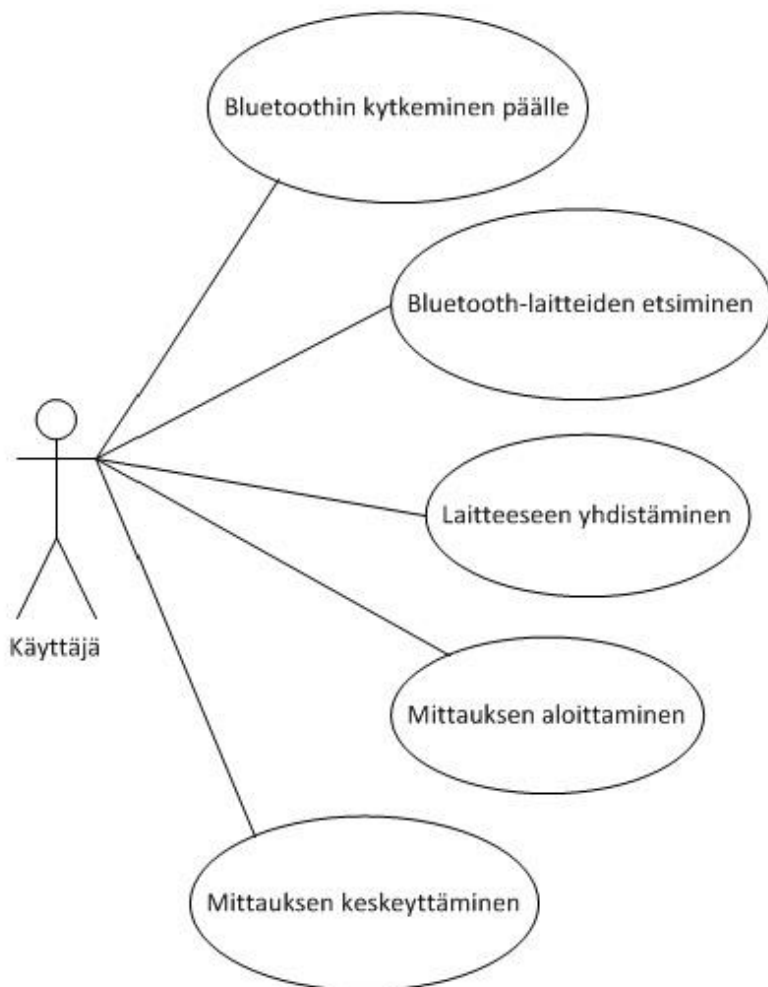 Bluetoothin kytkeminen päälle
Bluetooth-laitteiden etsiminen
Laitteeseen yhdistäminen
Käyttäjä
Mittauksen aloittaminen
Mittauksen keskeyttäminen